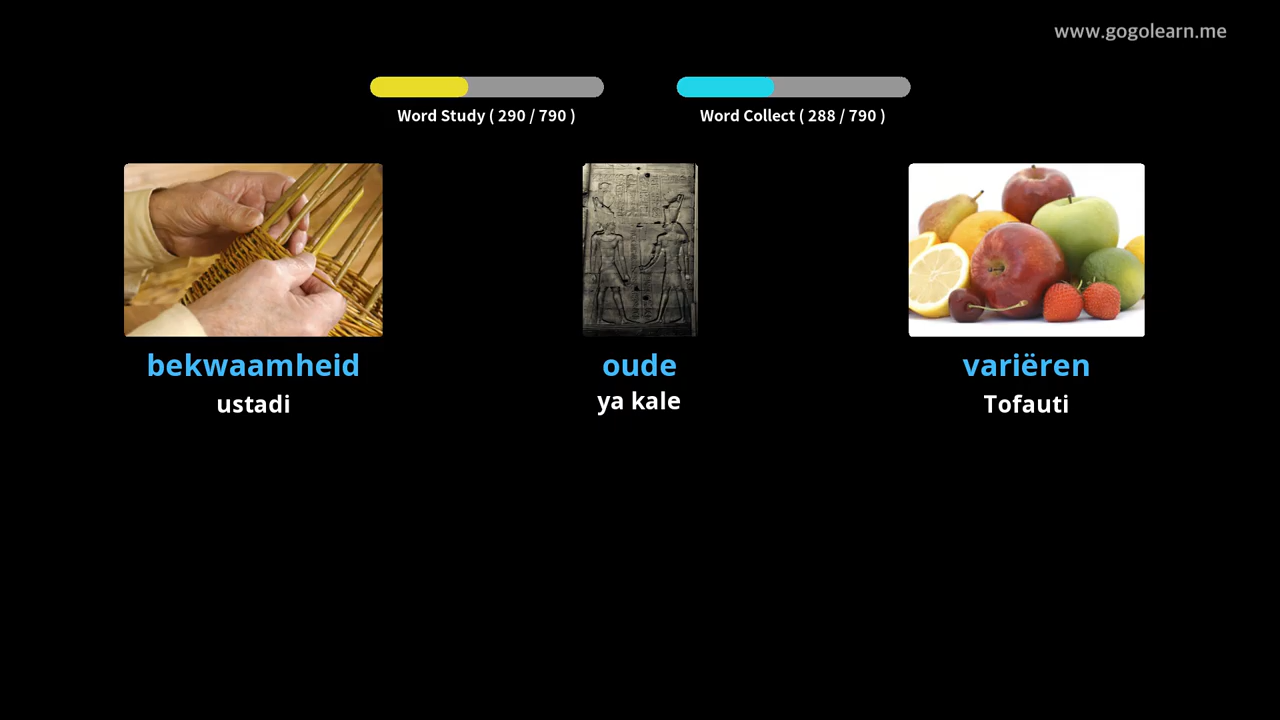 www.gogolearn.me
Word Study ( 290 / 790 )
Word Collect ( 288 / 790 )
bekwaamheid
oude
variëren
ustadi
ya kale
Tofauti